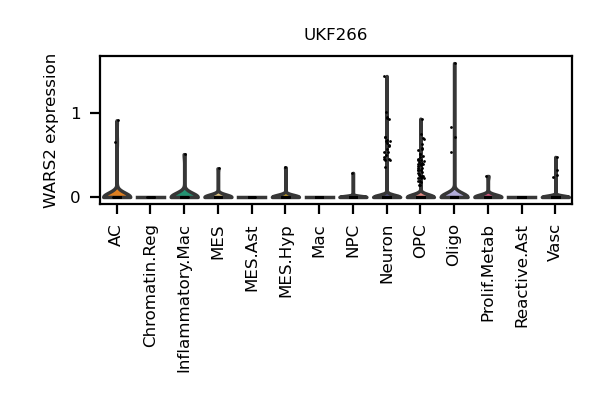 UKF266
WARS2 expression
1
0
AC
Chromatin.Reg
Inflammatory.Mac
MES
MES.Ast
MES.Hyp
Mac
NPC
Neuron
OPC
Oligo
Prolif.Metab
Reactive.Ast
Vasc